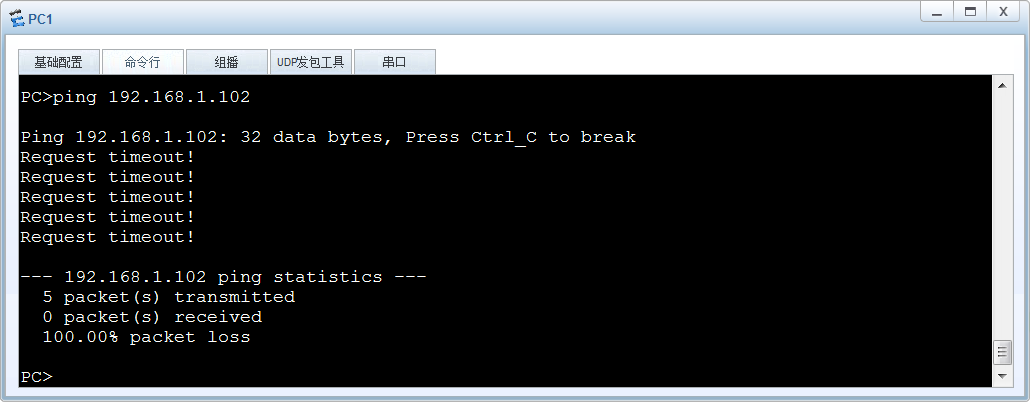 PC1
基础配置 命令行 组播 UDP发包工具 串口
PC>ping 192.168.1.102
Ping 192.168.1.102: 32 data bytes, Press Ctrl_C to break
Request timeout!
Request timeout!
Request timeout!
Request timeout!
Request timeout!
--- 192.168.1.102 ping statistics ---
5 packet(s) transmitted
0 packet(s) received
100.00% packet loss
PC>